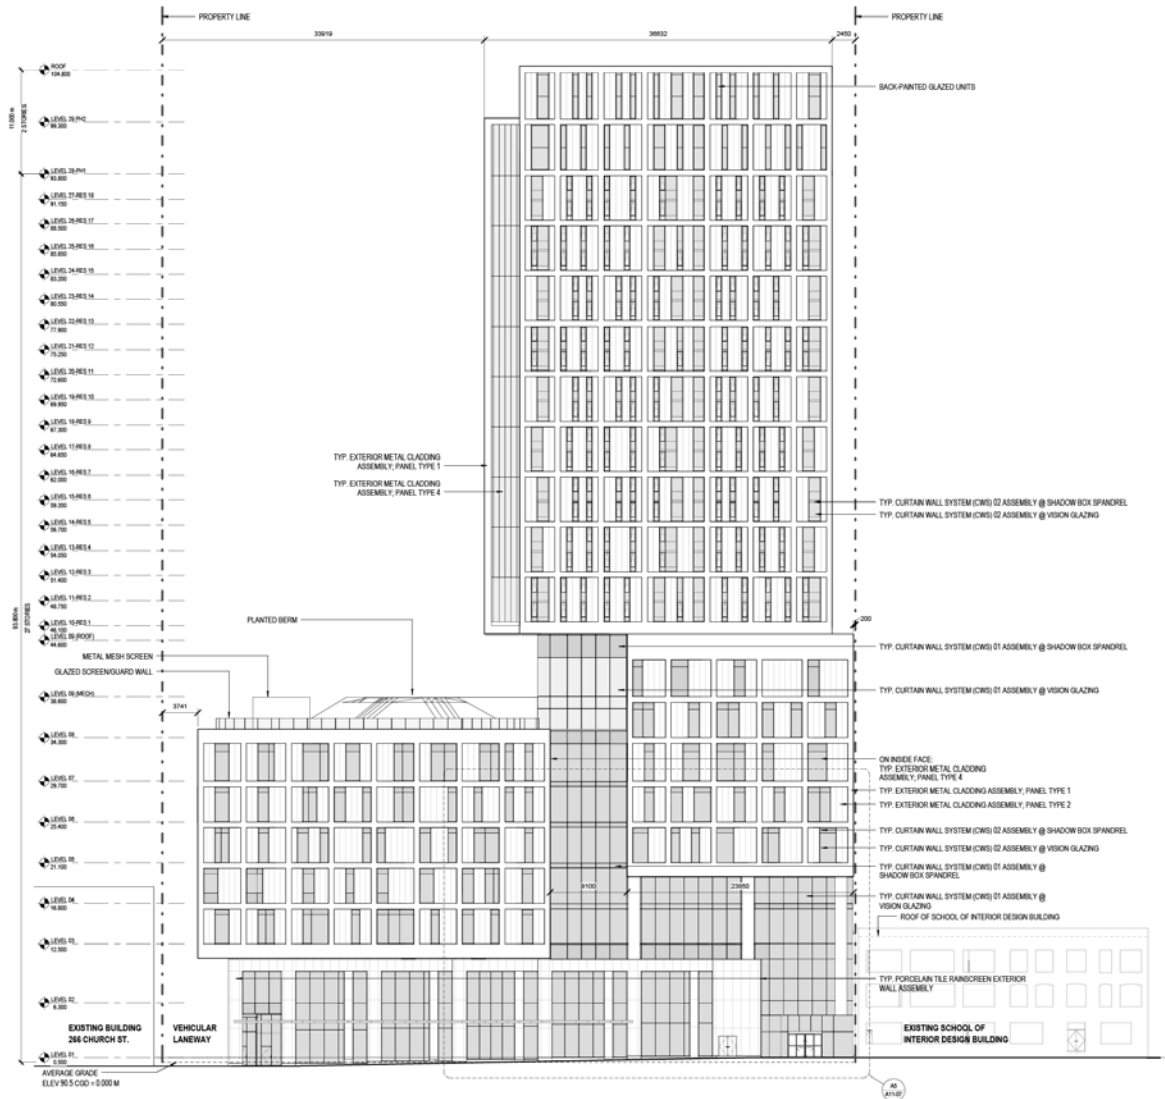 PROPERTY LINE
PROPERTY LINE
33919
36632
2450
ROOF
104.800
BACK-PAINTED GLAZED UNITS
11.000 m
2 STORIES
LEVEL 29-PH2
99.300
LEVEL 28-PH1
93.800
LEVEL 27-RES 18
91.150
LEVEL 26-RES 17
88.500
LEVEL 25-RES 16
85.850
LEVEL 24-RES 15
83.200
LEVEL 23-RES 14
80.550
LEVEL 22-RES 13
77.900
LEVEL 21-RES 12
75.250
LEVEL 20-RES 11
72.600
LEVEL 19-RES 10
69.950
LEVEL 18-RES 9
67.300
LEVEL 17-RES 8
64.650
TYP. EXTERIOR METAL CLADDING
ASSEMBLY; PANEL TYPE 1
LEVEL 16-RES 7
62.000
TYP. EXTERIOR METAL CLADDING
ASSEMBLY; PANEL TYPE 4
LEVEL 15-RES 6
59.350
TYP. CURTAIN WALL SYSTEM (CWS) 02 ASSEMBLY @ SHADOW BOX SPANDREL
TYP. CURTAIN WALL SYSTEM (CWS) 02 ASSEMBLY @ VISION GLAZING
LEVEL 14-RES 5
56.700
LEVEL 13-RES 4
54.050
LEVEL 12-RES 3
51.400
LEVEL 11-RES 2
48.750
93.800 m
27 STORIES
LEVEL 10-RES 1
46.100
LEVEL 09 (ROOF)
44.600
PLANTED BERM
200
TYP. CURTAIN WALL SYSTEM (CWS) 01 ASSEMBLY @ SHADOW BOX SPANDREL
METAL MESH SCREEN
GLAZED SCREEN/GUARD WALL
TYP. CURTAIN WALL SYSTEM (CWS) 01 ASSEMBLY @ VISION GLAZING
LEVEL 09 (MECH)
38.600
3741
LEVEL 08
34.300
ON INSIDE FACE:
TYP. EXTERIOR METAL CLADDING
ASSEMBLY; PANEL TYPE 4
LEVEL 07
29.700
TYP. EXTERIOR METAL CLADDING ASSEMBLY; PANEL TYPE 1
TYP. EXTERIOR METAL CLADDING ASSEMBLY; PANEL TYPE 2
LEVEL 06
25.400
TYP. CURTAIN WALL SYSTEM (CWS) 02 ASSEMBLY @ SHADOW BOX SPANDREL
TYP. CURTAIN WALL SYSTEM (CWS) 02 ASSEMBLY @ VISION GLAZING
LEVEL 05
21.100
TYP. CURTAIN WALL SYSTEM (CWS) 01 ASSEMBLY @
SHADOW BOX SPANDREL
8100
23850
TYP. CURTAIN WALL SYSTEM (CWS) 01 ASSEMBLY @
VISION GLAZING
LEVEL 04
16.800
ROOF OF SCHOOL OF INTERIOR DESIGN BUILDING
LEVEL 03
12.500
TYP. PORCELAIN TILE RAINSCREEN EXTERIOR
WALL ASSEMBLY
LEVEL 02
6.300
EXISTING BUILDING
266 CHURCH ST.
VEHICULAR
LANEWAY
EXISTING SCHOOL OF
INTERIOR DESIGN BUILDING
LEVEL 01
0.500
AVERAGE GRADE
ELEV 90.5 CGD = 0.000 M
A5
A11-07